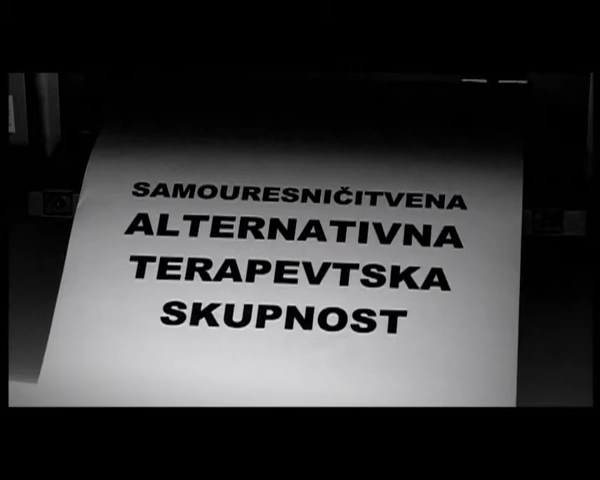 SAMOURESNIČITVENA
ALTERNATIVNA
TERAPEVTSKA
SKUPNOST